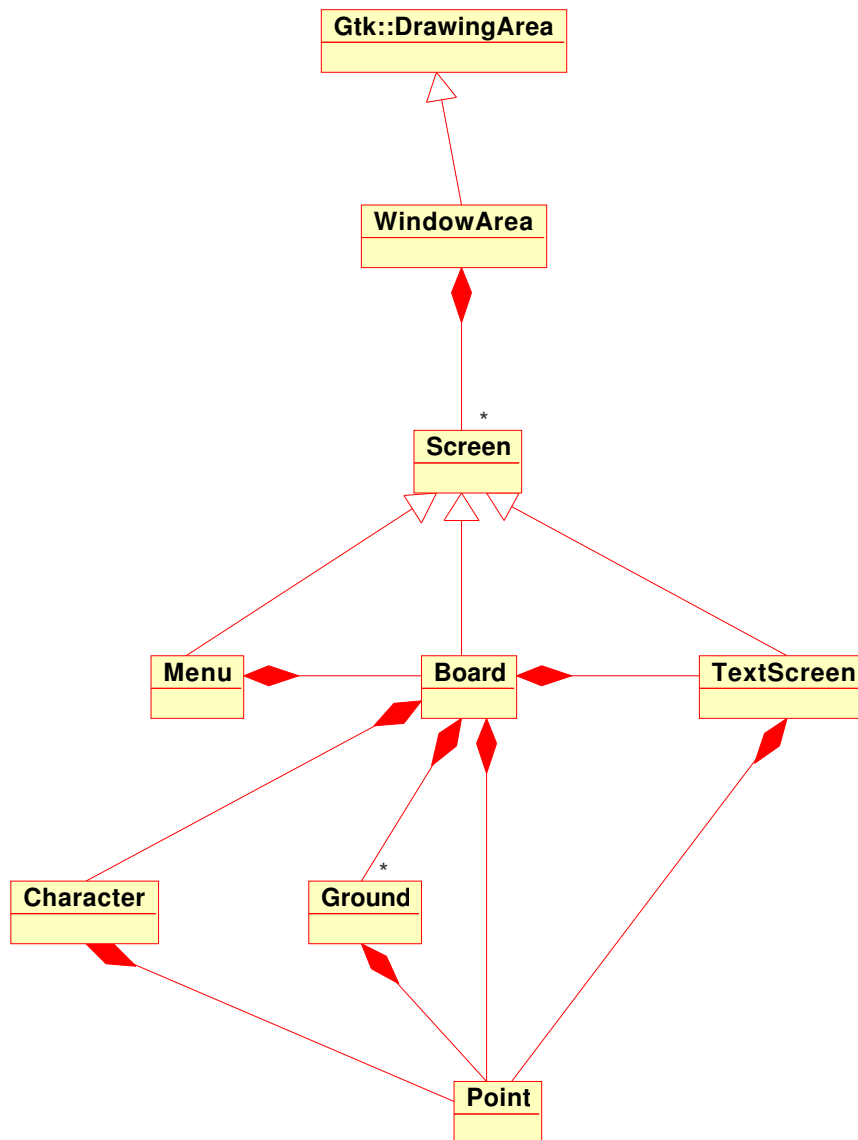 Gtk::DrawingArea
WindowArea
*
Screen
Menu
Board
TextScreen
*
Character
Ground
Point